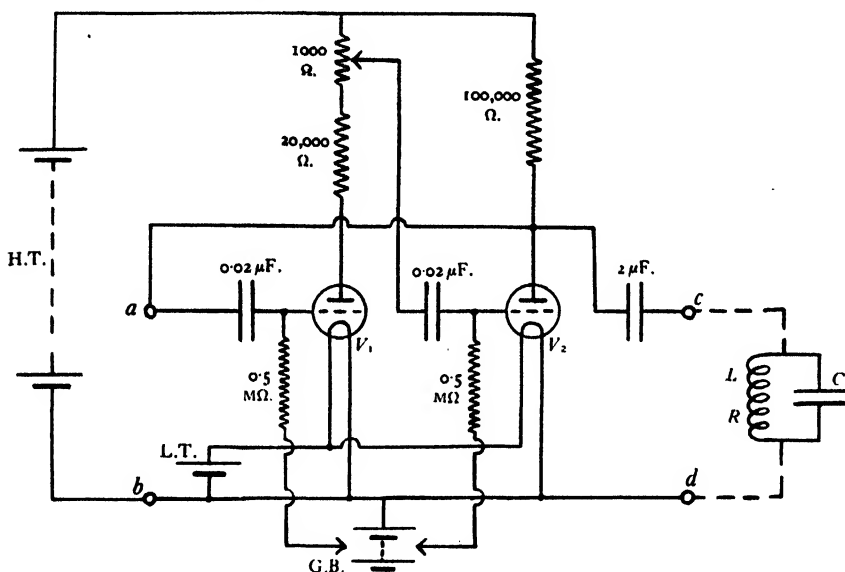 1000
Ω.
100,000
Ω.
20,000
Ω.
H.T.
0·02 μF.
0·02 μF.
2 μF.
a
c
V₁
V₂
0·5
MΩ.
0·5
MΩ
L
C
R
L.T.
b
d
G.B.